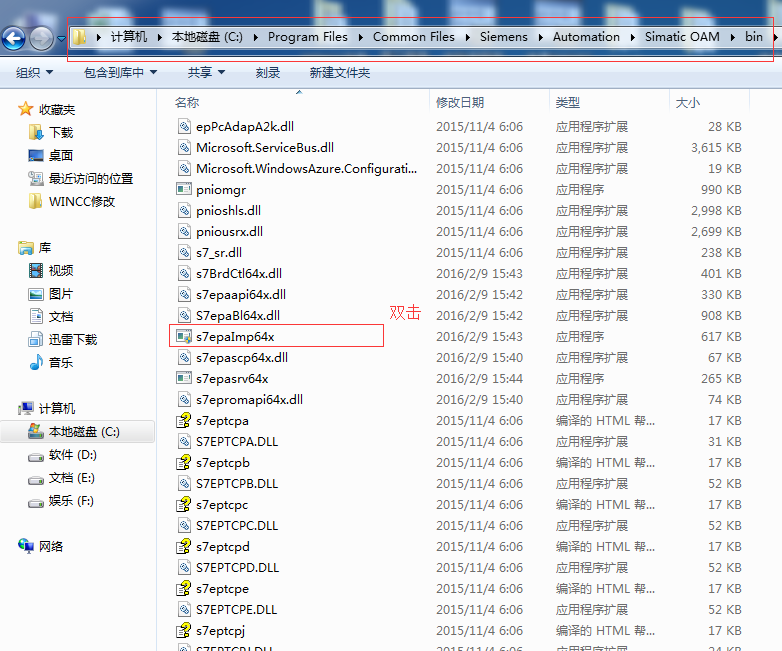 计算机 本地磁盘 (C:) Program Files Common Files Siemens Automation Simatic OAM bin
组织 包含到库中 共享 刻录 新建文件夹
收藏夹
下载
桌面
最近访问的位置
WINCC修改
库
视频
图片
文档
迅雷下载
音乐
计算机
本地磁盘 (C:)
软件 (D:)
文档 (E:)
娱乐 (F:)
网络
名称 修改日期 类型 大小
epPcAdapA2k.dll 2015/11/4 6:06 应用程序扩展 28 KB
Microsoft.ServiceBus.dll 2015/11/4 6:06 应用程序扩展 3,615 KB
Microsoft.WindowsAzure.Configurati... 2015/11/4 6:06 应用程序扩展 19 KB
pniomgr 2015/11/4 6:06 应用程序 990 KB
pnioshls.dll 2015/11/4 6:06 应用程序扩展 2,998 KB
pniousrx.dll 2015/11/4 6:06 应用程序扩展 2,699 KB
s7_sr.dll 2015/11/4 6:06 应用程序扩展 238 KB
s7BrdCtl64x.dll 2016/2/9 15:43 应用程序扩展 401 KB
s7epaapi64x.dll 2016/2/9 15:42 应用程序扩展 330 KB
S7epaBl64x.dll 2016/2/9 15:42 应用程序扩展 908 KB
双击
s7epaImp64x 2016/2/9 15:43 应用程序 617 KB
s7epascp64x.dll 2016/2/9 15:40 应用程序扩展 67 KB
s7epasrv64x 2016/2/9 15:44 应用程序 265 KB
s7epromapi64x.dll 2016/2/9 15:40 应用程序扩展 74 KB
s7eptcpa 2015/11/4 6:06 编译的 HTML 帮... 17 KB
S7EPTCPA.DLL 2015/11/4 6:06 应用程序扩展 31 KB
s7eptcpb 2015/11/4 6:06 编译的 HTML 帮... 17 KB
S7EPTCPB.DLL 2015/11/4 6:06 应用程序扩展 52 KB
s7eptcpc 2015/11/4 6:06 编译的 HTML 帮... 17 KB
S7EPTCPC.DLL 2015/11/4 6:06 应用程序扩展 52 KB
s7eptcpd 2015/11/4 6:06 编译的 HTML 帮... 17 KB
S7EPTCPD.DLL 2015/11/4 6:06 应用程序扩展 52 KB
s7eptcpe 2015/11/4 6:06 编译的 HTML 帮... 17 KB
S7EPTCPE.DLL 2015/11/4 6:06 应用程序扩展 52 KB
s7eptcpj 2015/11/4 6:06 编译的 HTML 帮... 17 KB